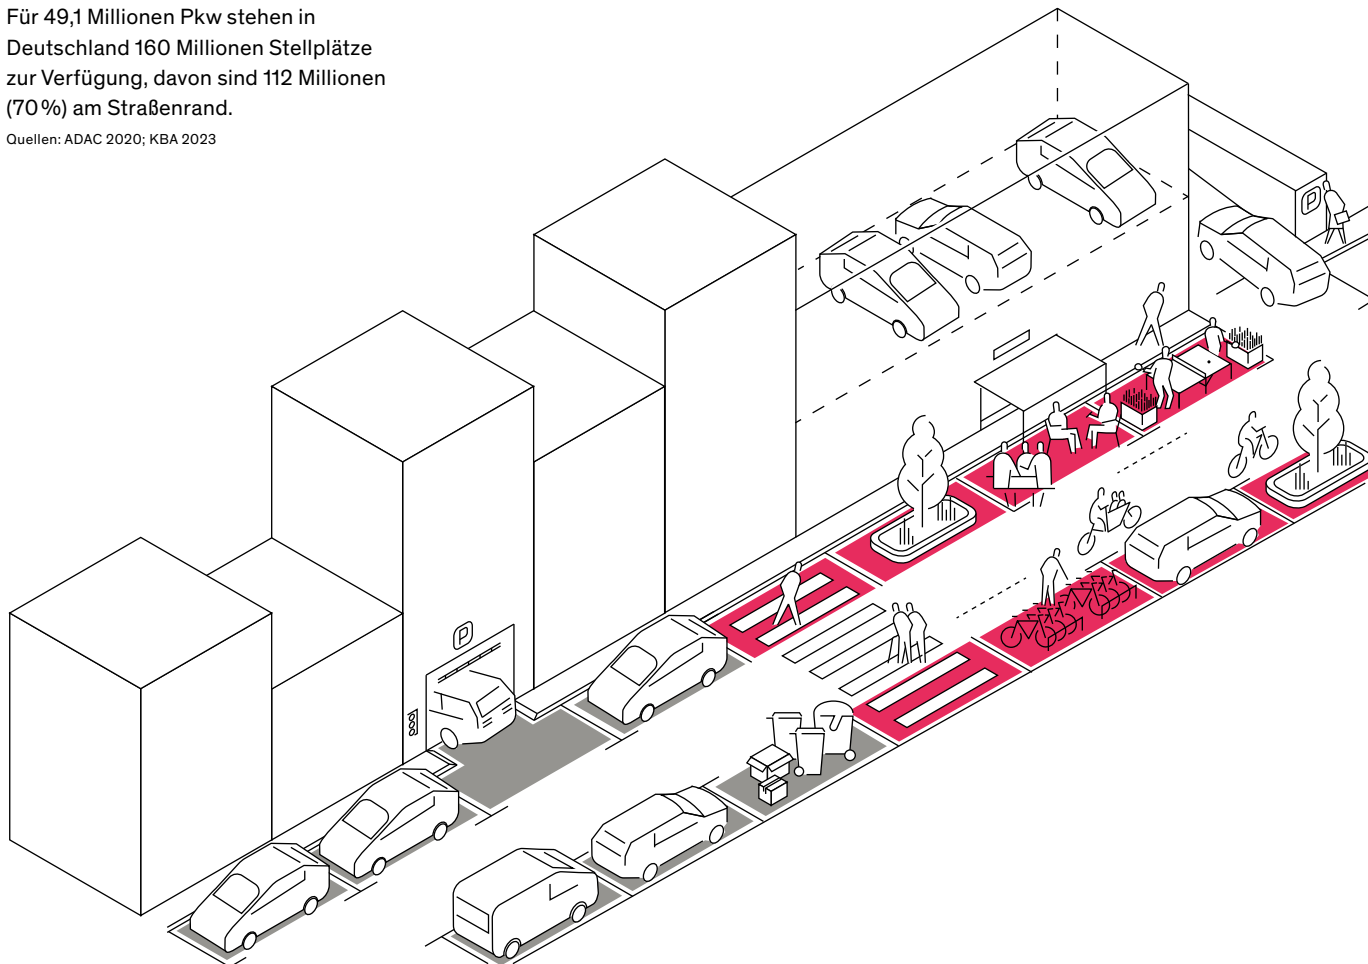 Für 49,1 Millionen Pkw stehen in
Deutschland 160 Millionen Stellplätze
zur Verfügung, davon sind 112 Millionen
(70 %) am Straßenrand.
Quellen: ADAC 2020; KBA 2023
P
P